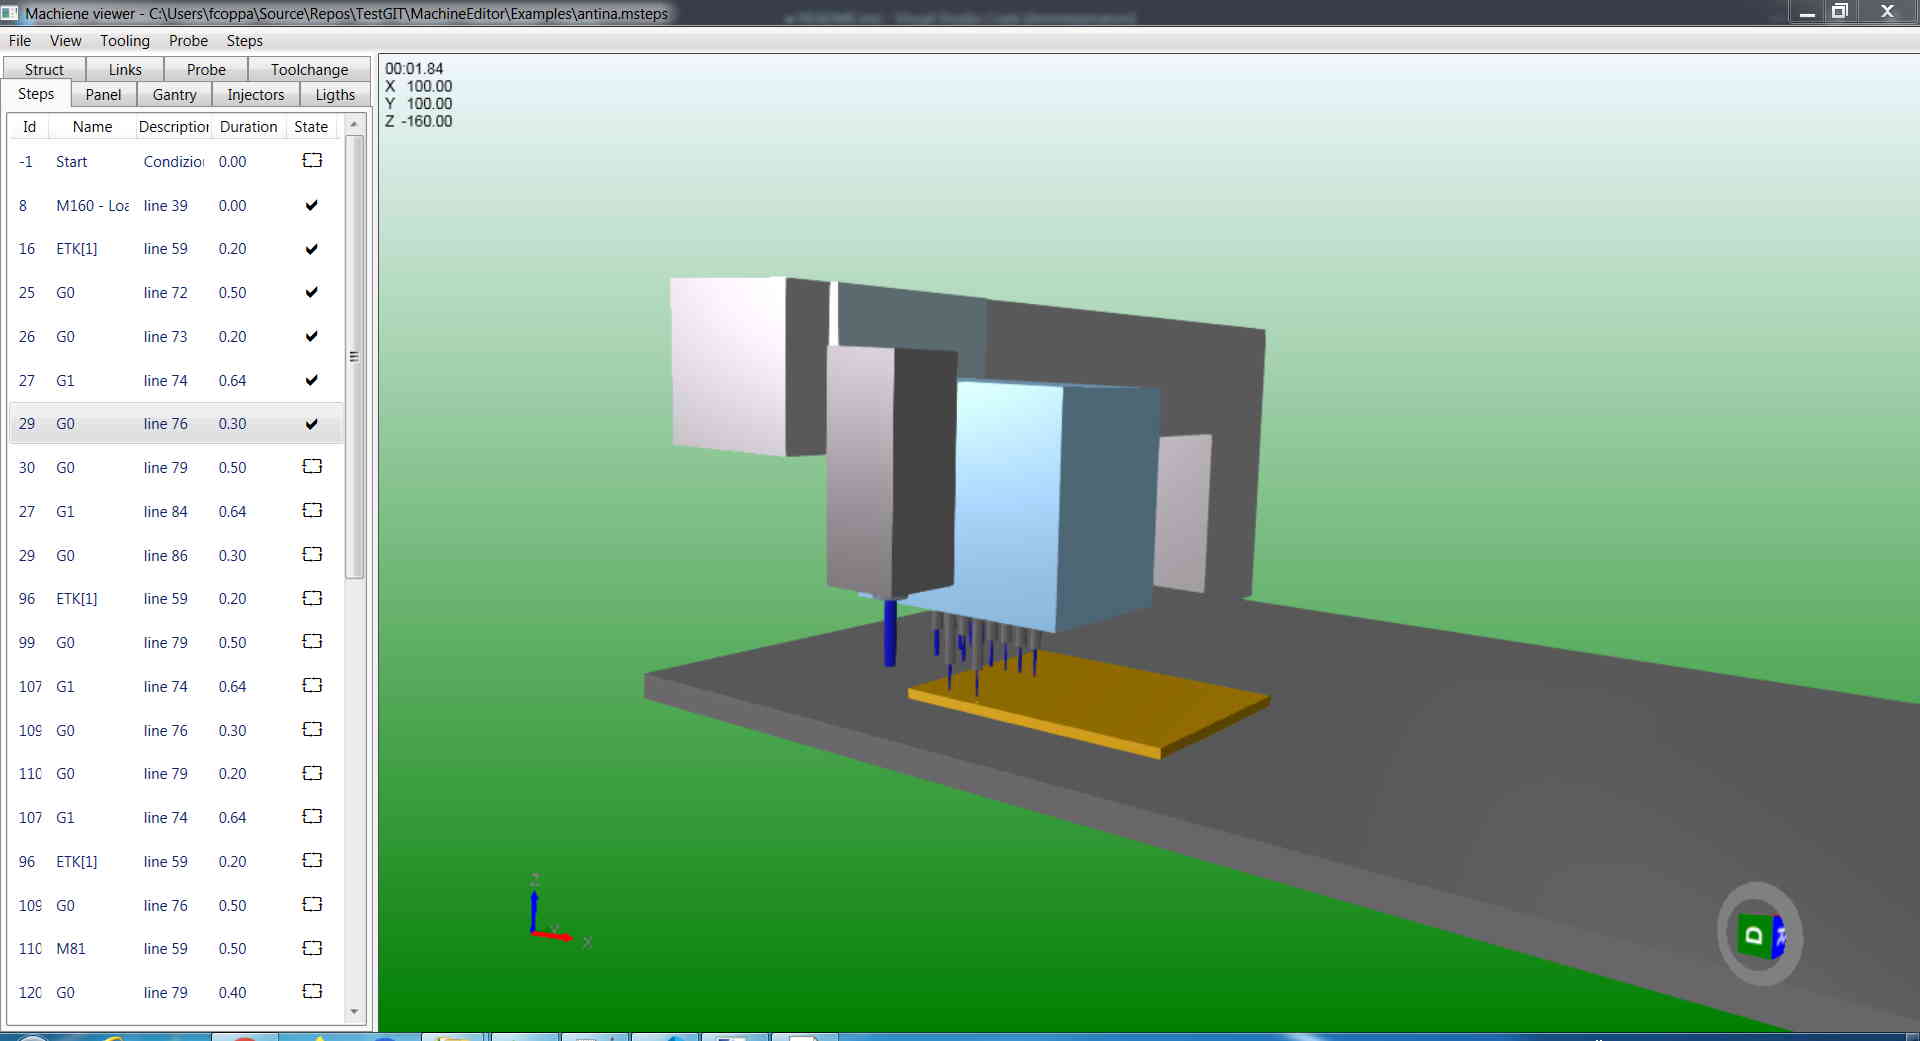 Machiene viewer - C:\Users\fcoppa\Source\Repos\TestGIT\MachineEditor\Examples\antina.msteps
File View Tooling Probe Steps
Struct Links Probe Toolchange
Steps Panel Gantry Injectors Ligths
Id Name Description Duration State
-1 Start Condizio 0.00
8 M160 - Loa line 39 0.00
16 ETK[1] line 59 0.20
25 G0 line 72 0.50
26 G0 line 73 0.20
27 G1 line 74 0.64
29 G0 line 76 0.30
30 G0 line 79 0.50
27 G1 line 84 0.64
29 G0 line 86 0.30
96 ETK[1] line 59 0.20
99 G0 line 79 0.50
107 G1 line 74 0.64
109 G0 line 76 0.30
110 G0 line 79 0.20
107 G1 line 74 0.64
96 ETK[1] line 59 0.20
109 G0 line 76 0.50
110 M81 line 59 0.50
120 G0 line 79 0.40
00:01.84
X 100.00
Y 100.00
Z -160.00
Z
Y
X
D
R